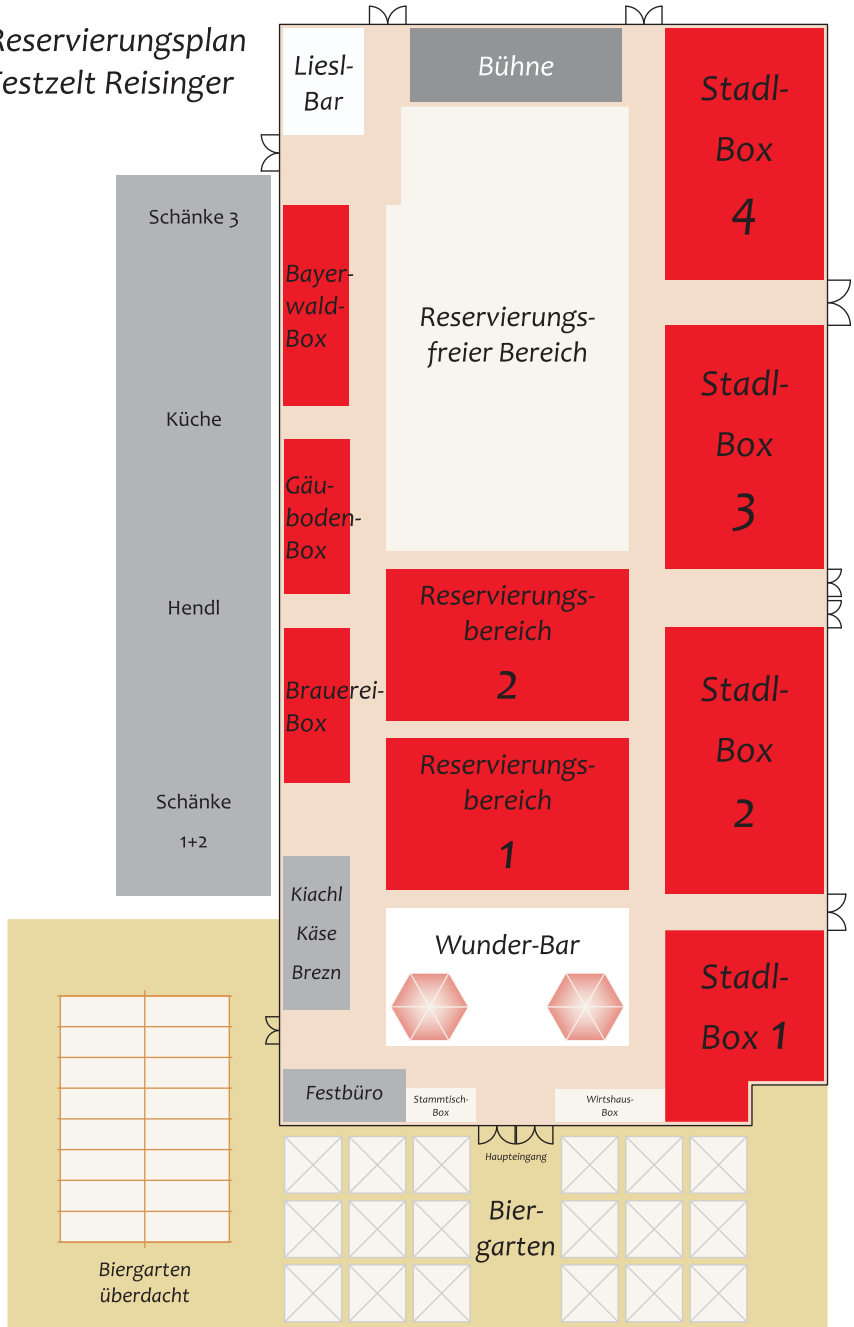 Reservierungsplan
Festzelt Reisinger
Liesl-
Bar
Bühne
Stadl-
Box
4
Schänke 3
Bayer-
wald-
Box
Reservierungs-
freier Bereich
Stadl-
Box
3
Küche
Gäu-
boden-
Box
Hendl
Reservierungs-
bereich
2
Brauerei-
Box
Stadl-
Box
2
Reservierungs-
bereich
1
Schänke
1+2
Kiachl
Käse
Brezn
Wunder-Bar
Stadl-
Box 1
Festbüro
Stammtisch-
Box
Wirtshaus-
Box
Haupteingang
Bier-
garten
Biergarten
überdacht